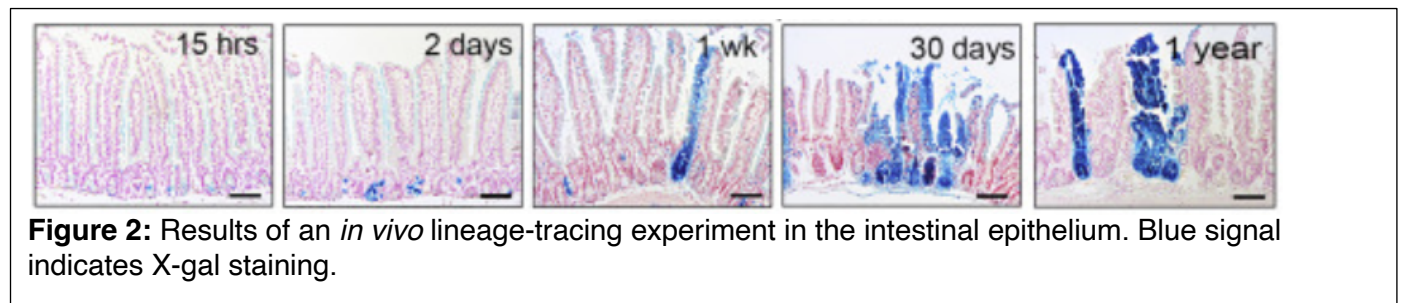 15 hrs
2 days
1 wk
30 days
1 year
Figure 2: Results of an in vivo lineage-tracing experiment in the intestinal epithelium. Blue signal
indicates X-gal staining.